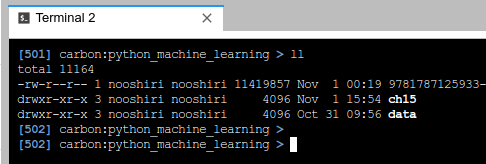 Terminal 2
[501] carbon:python_machine_learning > ll
total 11164
-rw-r--r-- 1 nooshiri nooshiri 11419857 Nov  1 00:19 9781787125933-
drwxr-xr-x 3 nooshiri nooshiri     4096 Nov  1 15:54 ch15
drwxr-xr-x 3 nooshiri nooshiri     4096 Oct 31 09:56 data
[502] carbon:python_machine_learning >
[502] carbon:python_machine_learning >